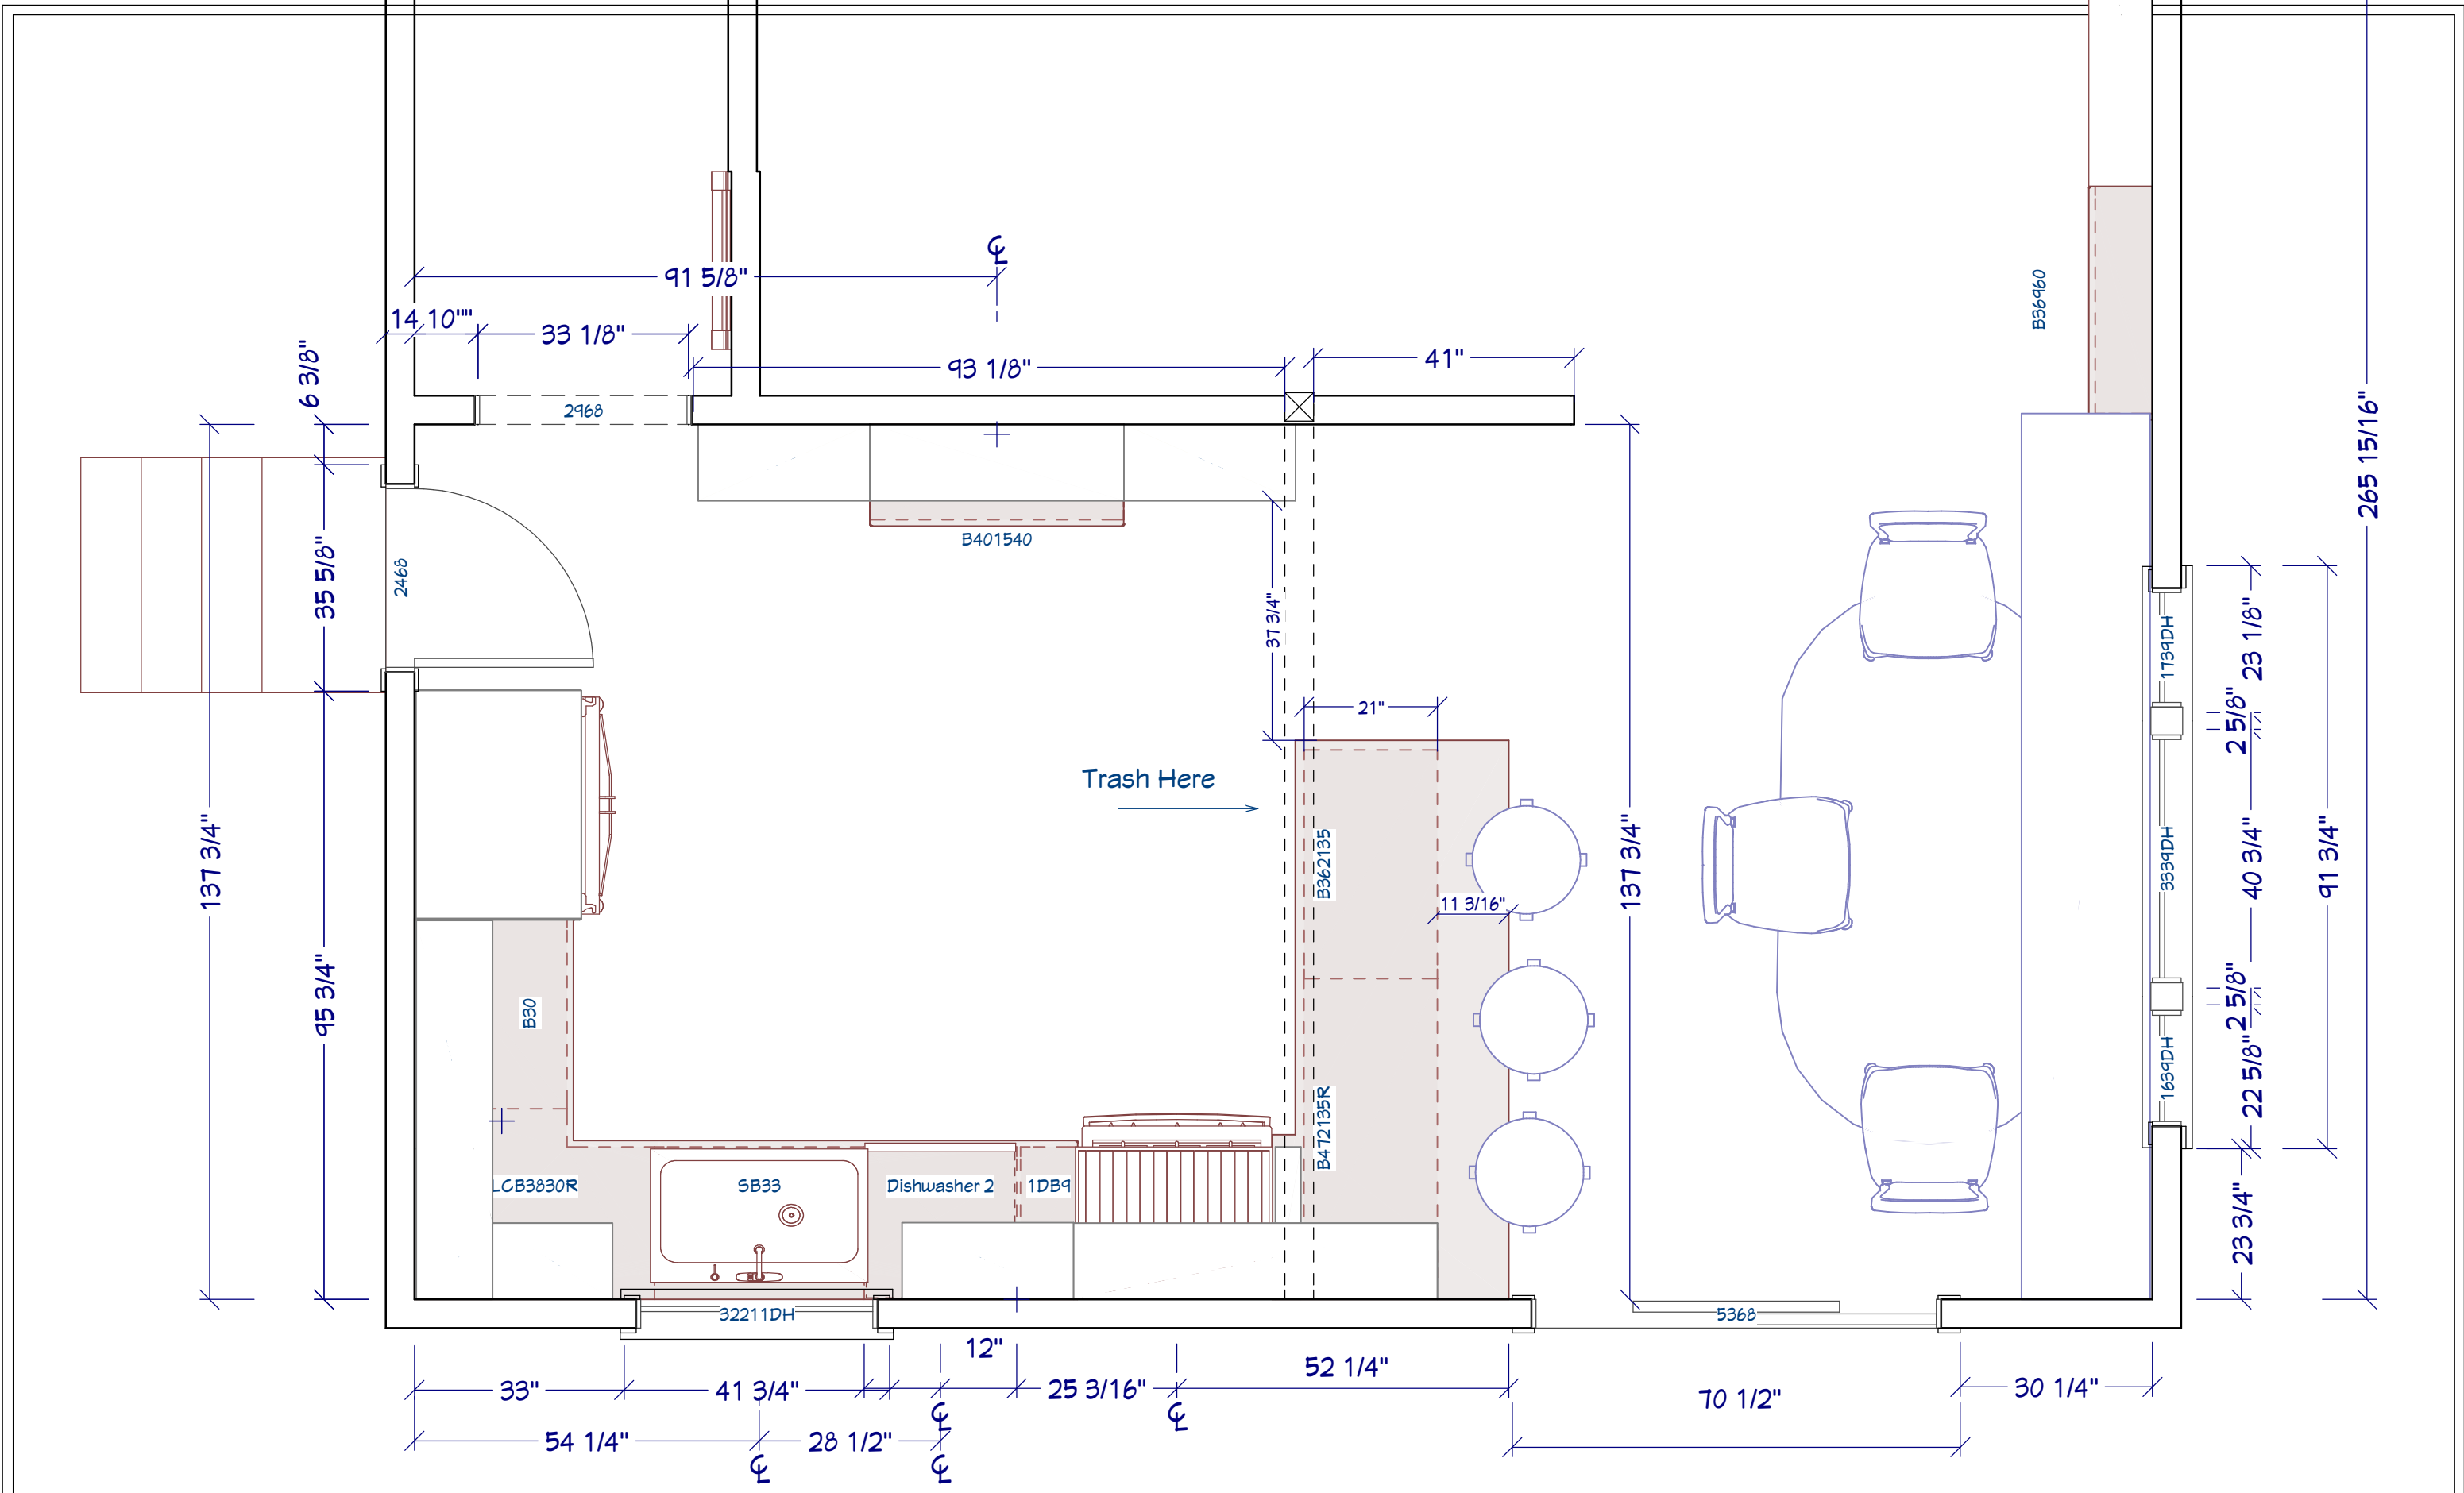 ℄
91 5/8"
14 10""
33 1/8"
6 3/8"
93 1/8"
41"
2968
B36960
265 15/16"
B401540
2468
35 5/8"
37 3/4"
1739DH
23 1/8"
2 5/8"
21"
Trash Here
137 3/4"
B362135
11 3/16"
137 3/4"
3339DH
40 3/4"
91 3/4"
95 3/4"
B30
2 5/8"
1639DH
22 5/8"
B472135R
LCB3830R
SB33
Dishwasher 2
1DB9
23 3/4"
32211DH
5368
12"
33"
41 3/4"
25 3/16"
52 1/4"
70 1/2"
30 1/4"
℄
℄
54 1/4"
28 1/2"
℄
℄